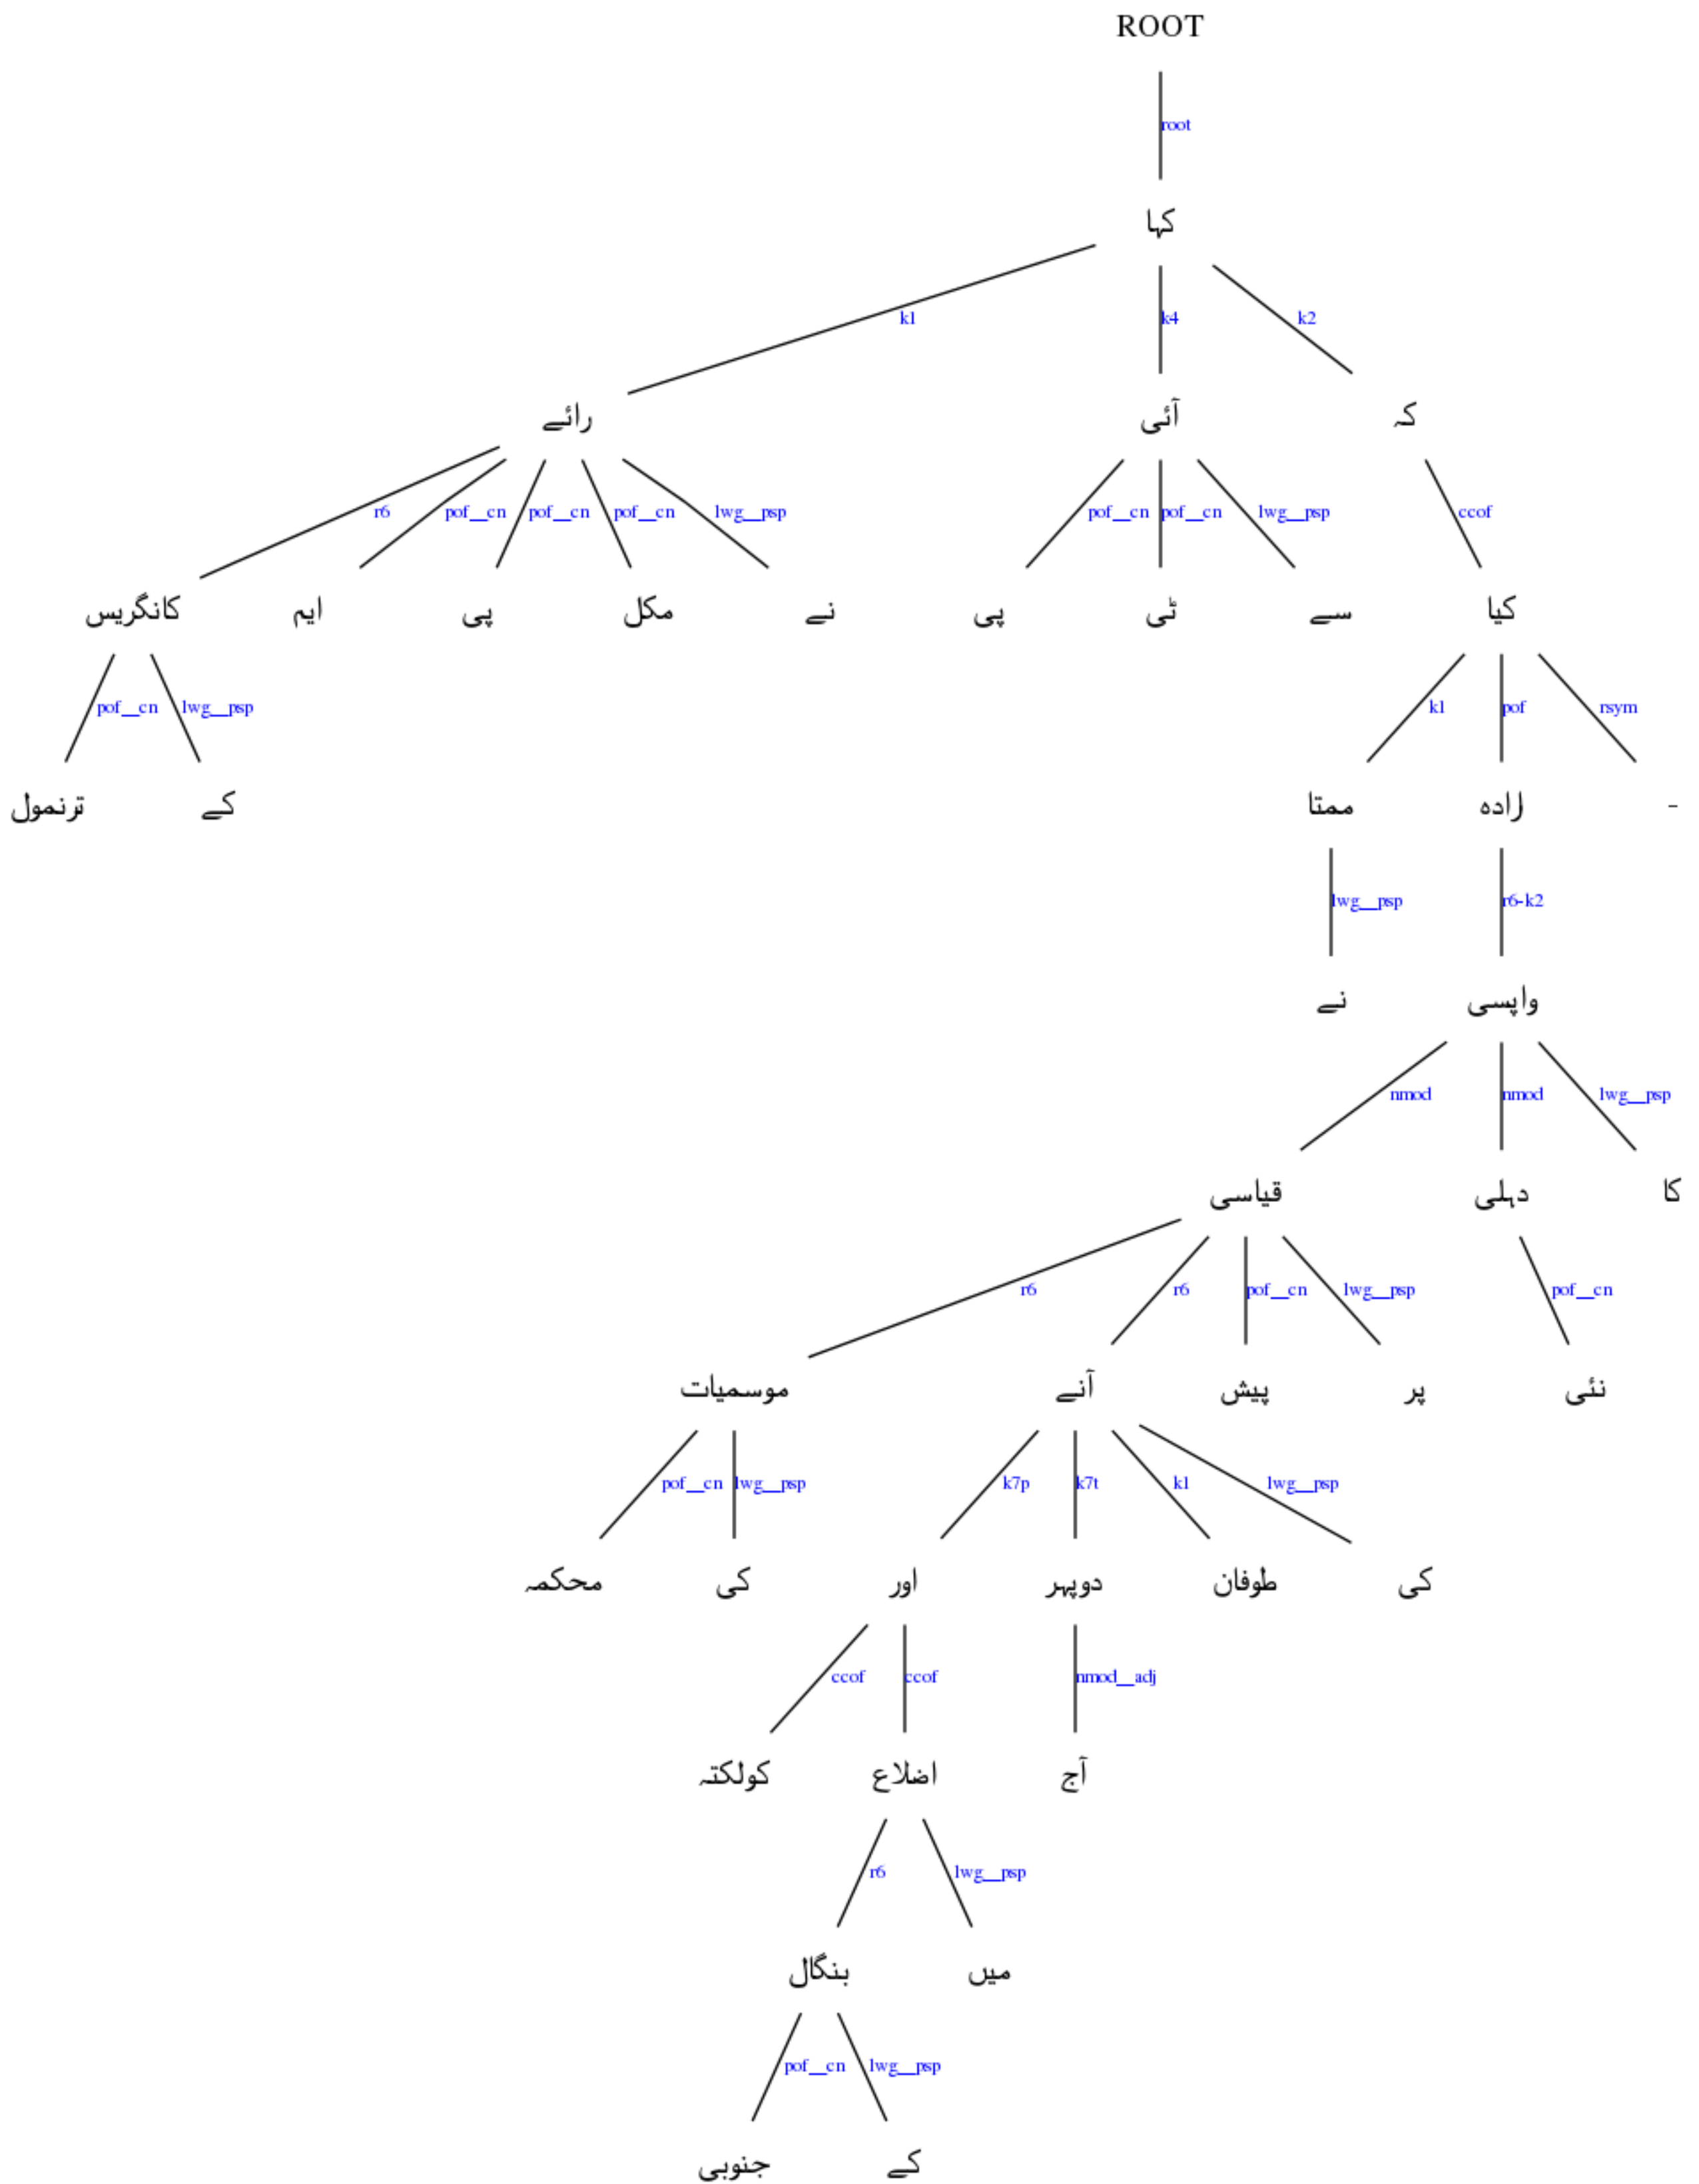 ROOT
root
کہا
k1 k4 k2
رائے آئی کہ
r6 pof__cn pof__cn pof__cn lwg__psp pof__cn pof__cn lwg__psp ccof
کانگریس ایم پی مکل نے پی ٹی سے کیا
pof__cn lwg__psp k1 pof rsym
ترنمول کے ممتا ارادہ -
lwg__psp r6-k2
نے واپسی
nmod nmod lwg__psp
قیاسی دہلی کا
r6 r6 pof__cn lwg__psp pof__cn
موسمیات آنے پیش پر نئی
pof__cn lwg__psp k7p k7t k1 lwg__psp
محکمہ کی اور دوپہر طوفان کی
ccof ccof nmod__adj
کولکتہ اضلاع آج
r6 lwg__psp
بنگال میں
pof__cn lwg__psp
جنوبی کے